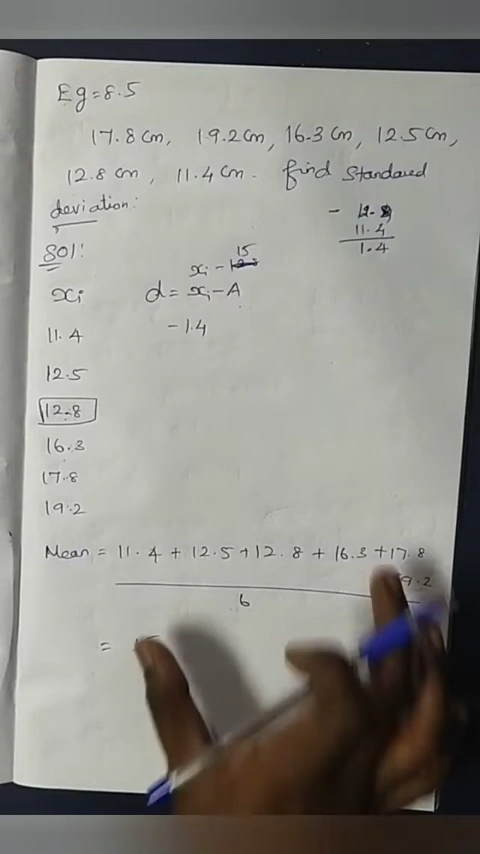 Eg = 8.5
17.8 cm, 19.2 cm, 16.3 cm, 12.5 cm,
12.8 cm, 11.4 cm. find Standared
deviation:
- 12.8
11.4
1.4
Sol:
xi - 15
xi d = xi - A
11.4 - 1.4
12.5
12.8
16.3
17.8
19.2
Mean = 11.4 + 12.5 + 12.8 + 16.3 + 17.8
9.2
6
=